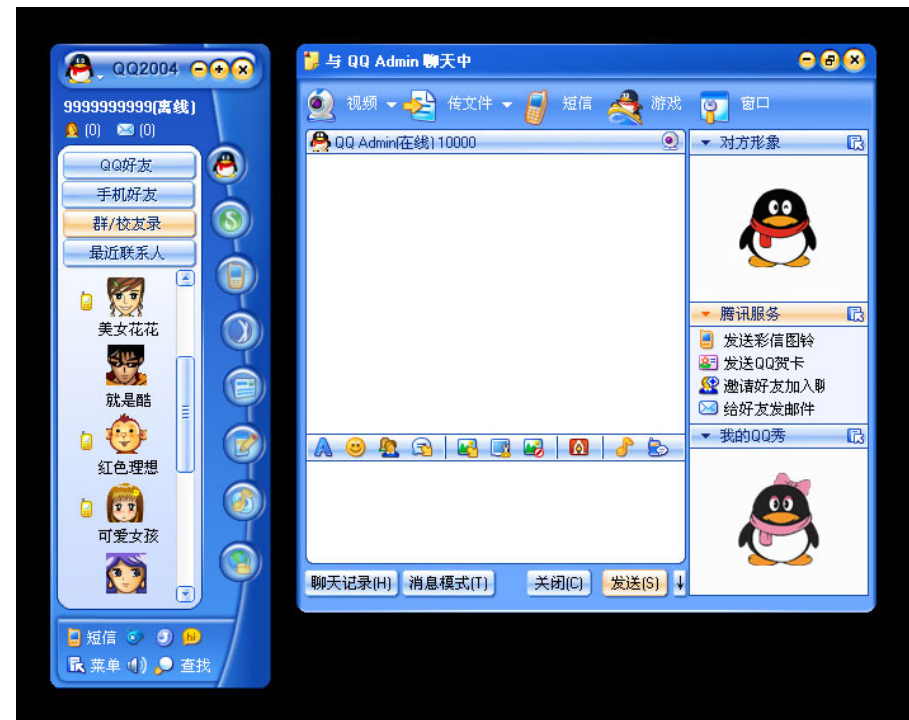 QQ2004
9999999999(离线)
(0) (0)
QQ好友
手机好友
群/校友录
最近联系人
美女花花
就是酷
红色理想
可爱女孩
短信 hi
菜单 查找
与 QQ Admin 聊天中
视频 传文件 短信 游戏 窗口
QQ Admin(在线)10000
对方形象
腾讯服务
发送彩信图铃
发送QQ贺卡
邀请好友加入聊
给好友发邮件
我的QQ秀
A
聊天记录(H) 消息模式(T) 关闭(C) 发送(S)